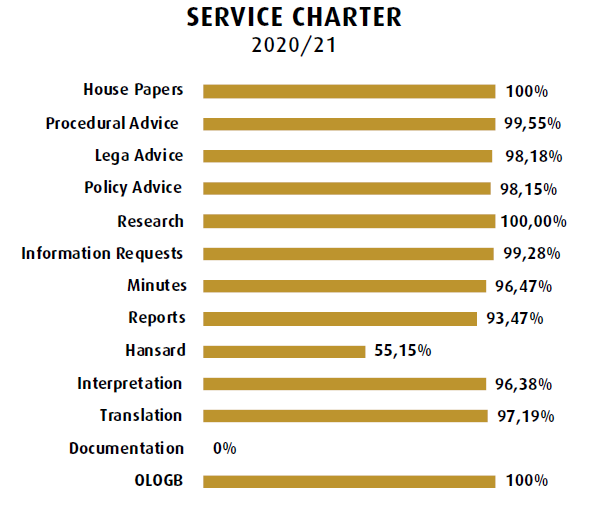 SERVICE CHARTER
2020/21
House Papers 100%
Procedural Advice 99,55%
Lega Advice 98,18%
Policy Advice 98,15%
Research 100,00%
Information Requests 99,28%
Minutes 96,47%
Reports 93,47%
Hansard 55,15%
Interpretation 96,38%
Translation 97,19%
Documentation 0%
OLOGB 100%